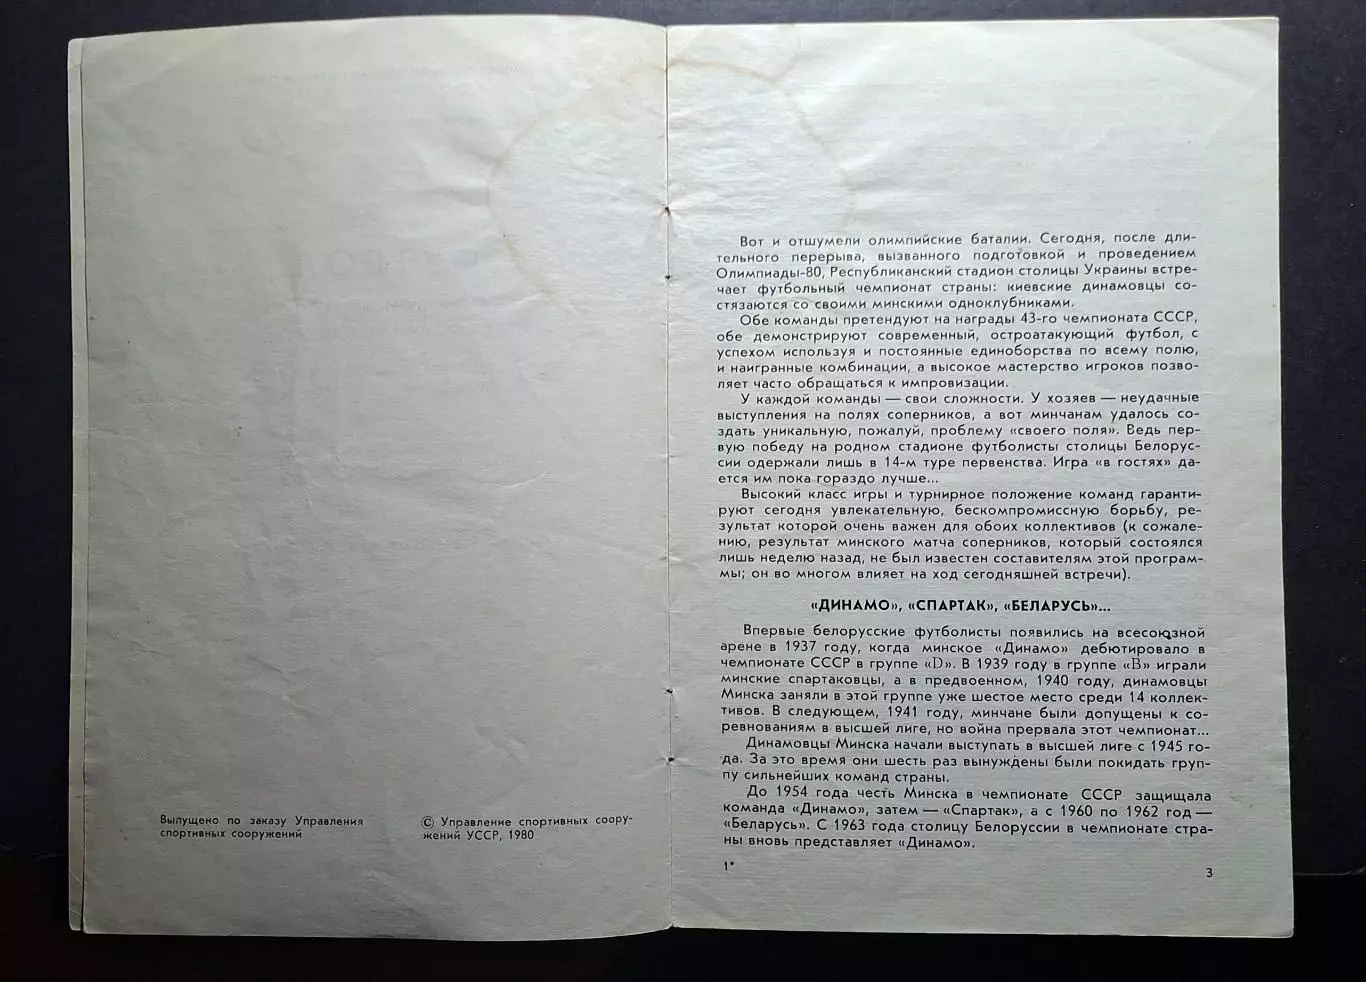 Выпущено по заказу Управления
спортивных сооружений
© Управление спортивных соору-
жений УССР, 1980
Вот и отшумели олимпийские баталии. Сегодня, после дли-
тельного перерыва, вызванного подготовкой и проведением
Олимпиады-80, Республиканский стадион столицы Украины встре-
чает футбольный чемпионат страны: киевские динамовцы со-
стязаются со своими минскими одноклубниками.
Обе команды претендуют на награды 43-го чемпионата СССР,
обе демонстрируют современный, остроатакующий футбол, с
успехом используя и постоянные единоборства по всему полю,
и наигранные комбинации, а высокое мастерство игроков позво-
ляет часто обращаться к импровизации.
У каждой команды — свои сложности. У хозяев — неудачные
выступления на полях соперников, а вот минчанам удалось со-
здать уникальную, пожалуй, проблему «своего поля». Ведь пер-
вую победу на родном стадионе футболисты столицы Белорус-
сии одержали лишь в 14-м туре первенства. Игра «в гостях» да-
ется им пока гораздо лучше...
Высокий класс игры и турнирное положение команд гаранти-
руют сегодня увлекательную, бескомпромиссную борьбу, ре-
зультат которой очень важен для обоих коллективов (к сожале-
нию, результат минского матча соперников, который состоялся
лишь неделю назад, не был известен составителям этой програм-
мы; он во многом влияет на ход сегодняшней встречи).
«ДИНАМО», «СПАРТАК», «БЕЛАРУСЬ»...
Впервые белорусские футболисты появились на всесоюзной
арене в 1937 году, когда минское «Динамо» дебютировало в
чемпионате СССР в группе «D». В 1939 году в группе «В» играли
минские спартаковцы, а в предвоенном, 1940 году, динамовцы
Минска заняли в этой группе уже шестое место среди 14 коллек-
тивов. В следующем, 1941 году, минчане были допущены к со-
ревнованиям в высшей лиге, но война прервала этот чемпионат...
Динамовцы Минска начали выступать в высшей лиге с 1945 го-
да. За это время они шесть раз вынуждены были покидать груп-
пу сильнейших команд страны.
До 1954 года честь Минска в чемпионате СССР защищала
команда «Динамо», затем — «Спартак», а с 1960 по 1962 год —
«Беларусь». С 1963 года столицу Белоруссии в чемпионате стра-
ны вновь представляет «Динамо».
1*
3